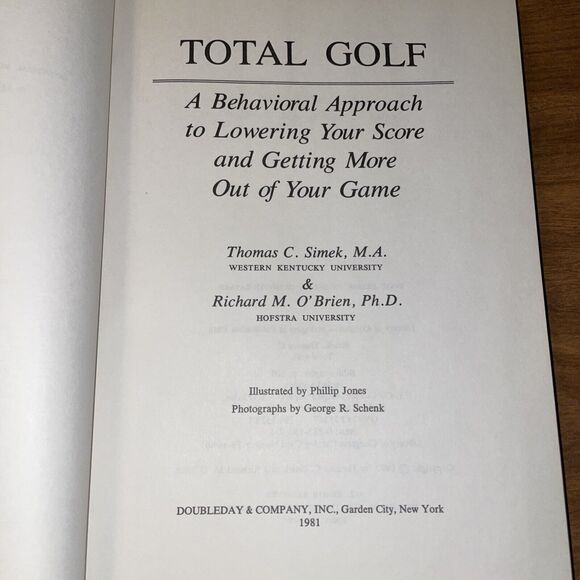 TOTAL GOLF
A Behavioral Approach
to Lowering Your Score
and Getting More
Out of Your Game
Thomas C. Simek, M.A.
WESTERN KENTUCKY UNIVERSITY
&
Richard M. O'Brien, Ph.D.
HOFSTRA UNIVERSITY
Illustrated by Phillip Jones
Photographs by George R. Schenk
DOUBLEDAY & COMPANY, INC., Garden City, New York
1981